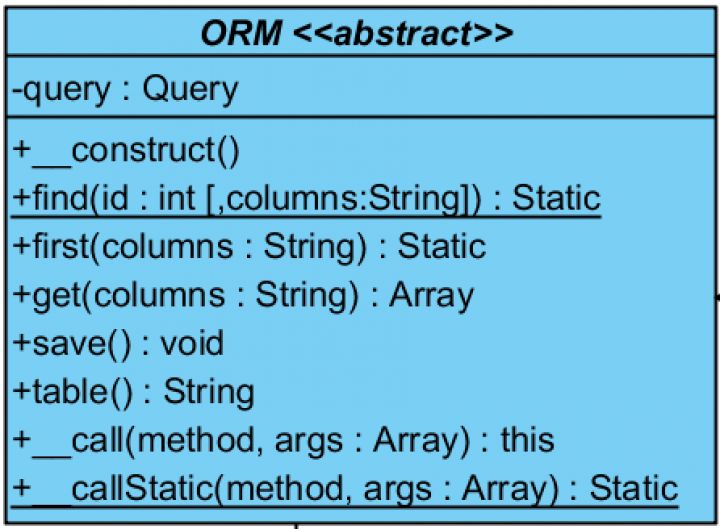 ORM <<abstract>>
-query : Query
+__construct()
+find(id : int [,columns:String]) : Static
+first(columns : String) : Static
+get(columns : String) : Array
+save() : void
+table() : String
+__call(method, args : Array) : this
+__callStatic(method, args : Array) : Static